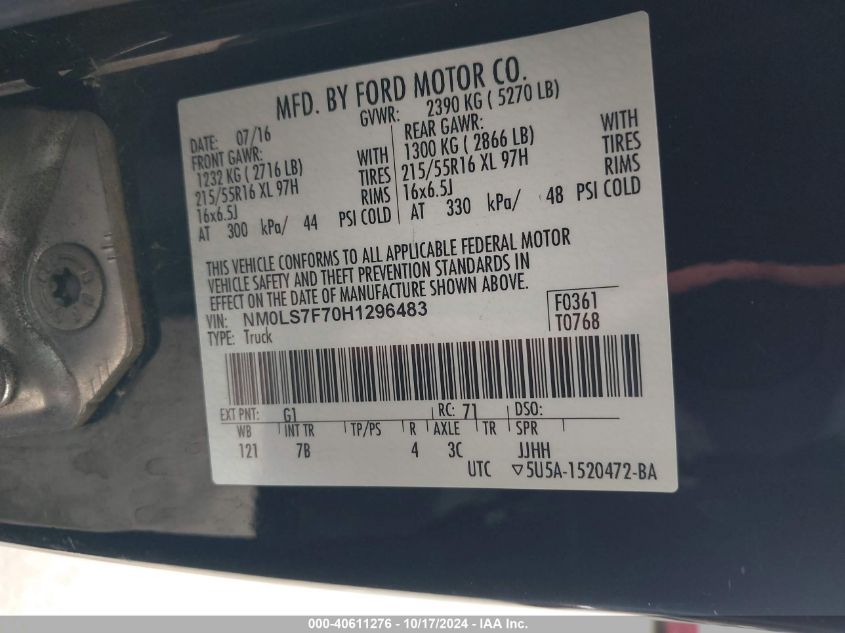 MFD. BY FORD MOTOR CO.
DATE: 07/16
GVWR: 2390 KG ( 5270 LB)
FRONT GAWR:
1232 KG ( 2716 LB) WITH
215/55R16 XL 97H TIRES
16x6.5J RIMS
AT 300 kPa/ 44 PSI COLD
REAR GAWR:
1300 KG ( 2866 LB) WITH
215/55R16 XL 97H TIRES
16x6.5J RIMS
AT 330 kPa/ 48 PSI COLD
THIS VEHICLE CONFORMS TO ALL APPLICABLE FEDERAL MOTOR
VEHICLE SAFETY AND THEFT PREVENTION STANDARDS IN
EFFECT ON THE DATE OF MANUFACTURE SHOWN ABOVE.
VIN: NM0LS7F70H1296483
TYPE: Truck
F0361
T0768
EXT PNT: G1 RC: 71 DSO:
WB INT TR TP/PS R AXLE TR SPR
121 7B 4 3C JJHH
UTC ▽5U5A-1520472-BA
000-40611276 - 10/17/2024 - IAA Inc.